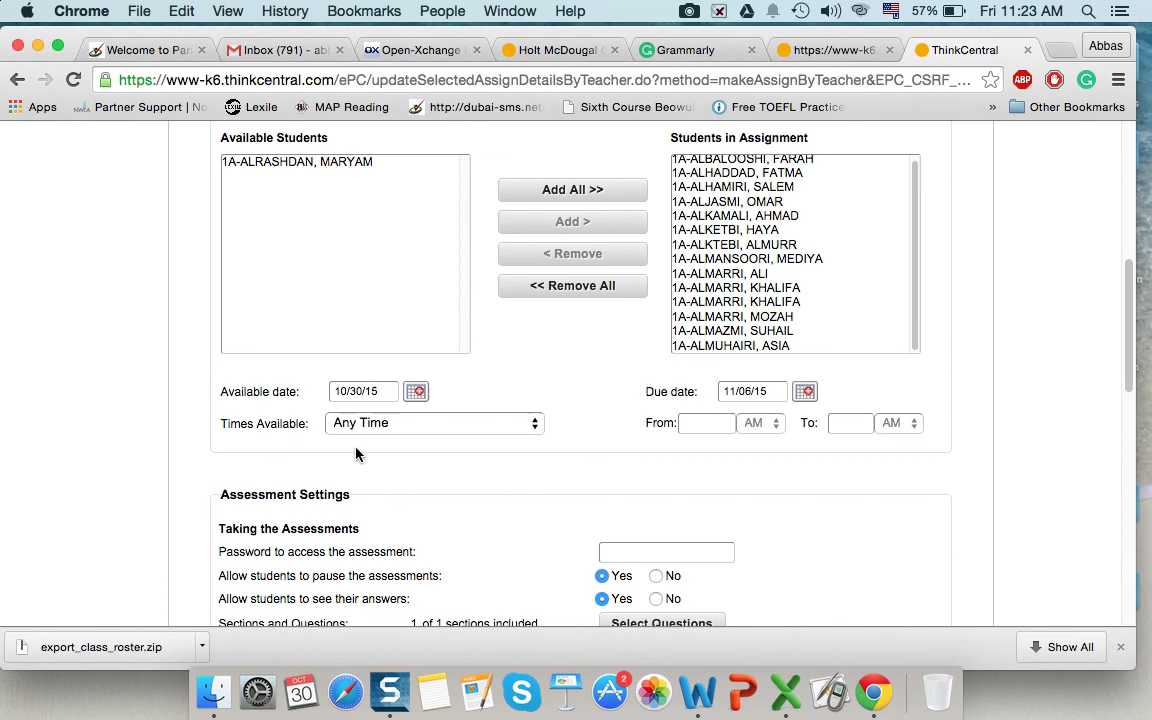 Chrome File Edit View History Bookmarks People Window Help 57% Fri 11:23 AM
Welcome to Par Inbox (791) - abl Open-Xchange Holt McDougal Grammarly https://www-k6. ThinkCentral Abbas
https://www-k6.thinkcentral.com/ePC/updateSelectedAssignDetailsByTeacher.do?method=makeAssignByTeacher&EPC_CSRF_...
Apps Partner Support | No Lexile MAP Reading http://dubai-sms.net. Sixth Course Beowu Free TOEFL Practice » Other Bookmarks
Available Students Students in Assignment
1A-ALRASHDAN, MARYAM
1A-ALBALOOSHI, FARAH
1A-ALHADDAD, FATMA
1A-ALHAMIRI, SALEM
1A-ALJASMI, OMAR
1A-ALKAMALI, AHMAD
1A-ALKETBI, HAYA
1A-ALKTEBI, ALMURR
1A-ALMANSOORI, MEDIYA
1A-ALMARRI, ALI
1A-ALMARRI, KHALIFA
1A-ALMARRI, KHALIFA
1A-ALMARRI, MOZAH
1A-ALMAZMI, SUHAIL
1A-ALMUHAIRI, ASIA
Add All >>
Add >
< Remove
<< Remove All
Available date: 10/30/15 Due date: 11/06/15
Times Available: Any Time From: AM To: AM
Assessment Settings
Taking the Assessments
Password to access the assessment:
Allow students to pause the assessments: Yes No
Allow students to see their answers: Yes No
Sections and Questions: 1 of 1 sections included Select Questions
export_class_roster.zip Show All
OCT 30 2